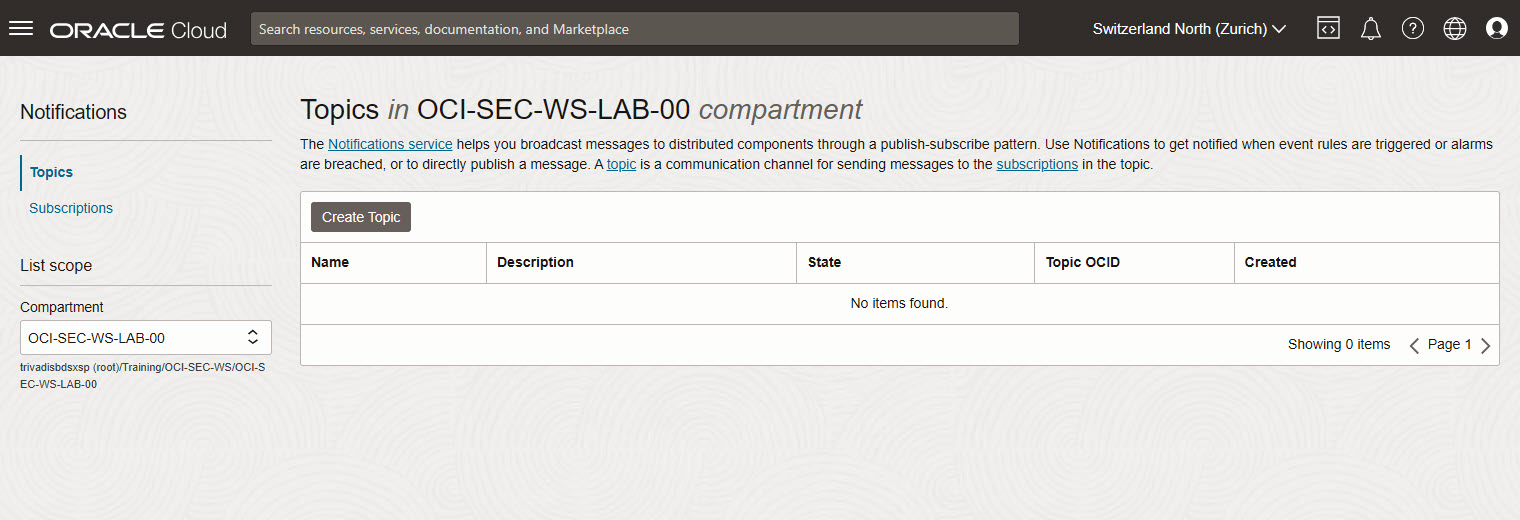 ORACLE Cloud
Search resources, services, documentation, and Marketplace
Switzerland North (Zurich)
Notifications
Topics
Subscriptions
List scope
Compartment
OCI-SEC-WS-LAB-00
trivadisbdsxsp (root)/Training/OCI-SEC-WS/OCI-S
EC-WS-LAB-00
Topics in OCI-SEC-WS-LAB-00 compartment
The Notifications service helps you broadcast messages to distributed components through a publish-subscribe pattern. Use Notifications to get notified when event rules are triggered or alarms
are breached, or to directly publish a message. A topic is a communication channel for sending messages to the subscriptions in the topic.
Create Topic
Name Description State Topic OCID Created
No items found.
Showing 0 items Page 1